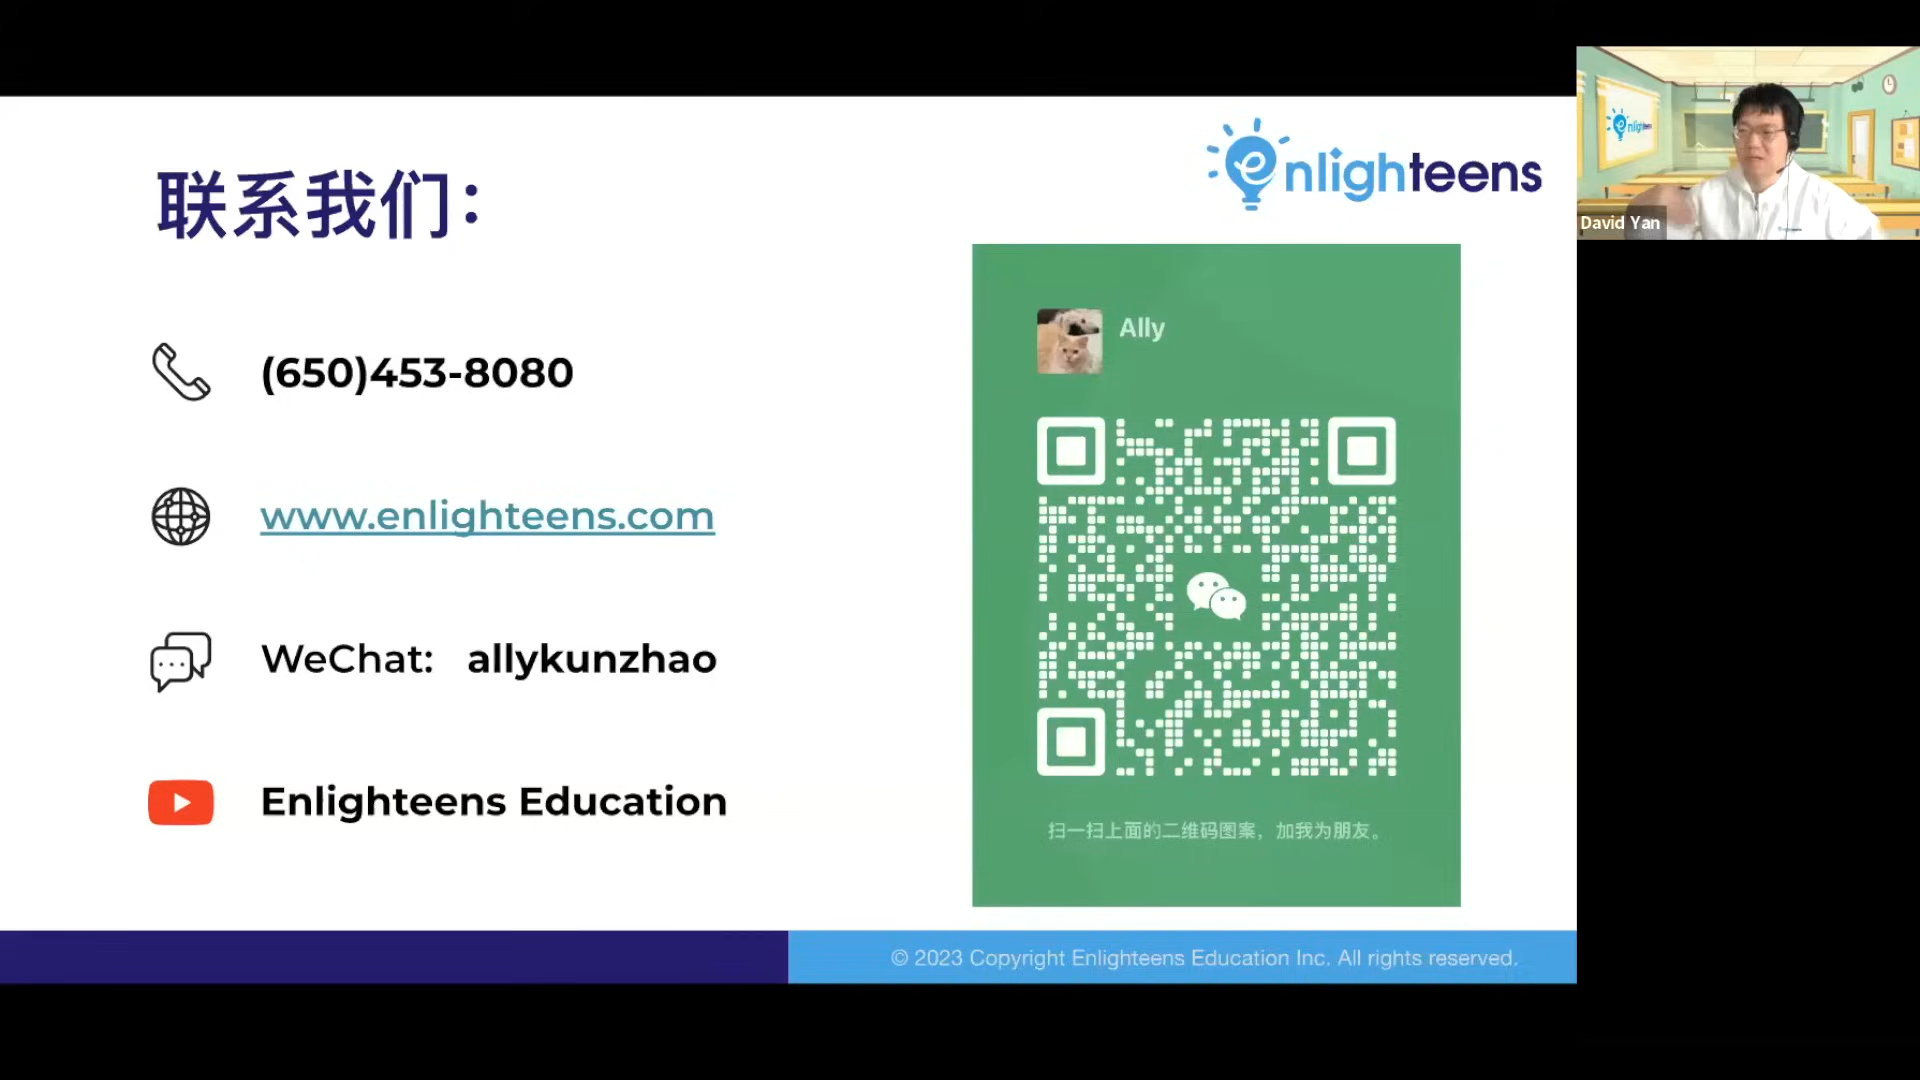 联系我们：
enlighteens
(650)453-8080
www.enlighteens.com
WeChat: allykunzhao
Enlighteens Education
Ally
扫一扫上面的二维码图案，加我为朋友。
© 2023 Copyright Enlighteens Education Inc. All rights reserved.
enlighteens
David Yan